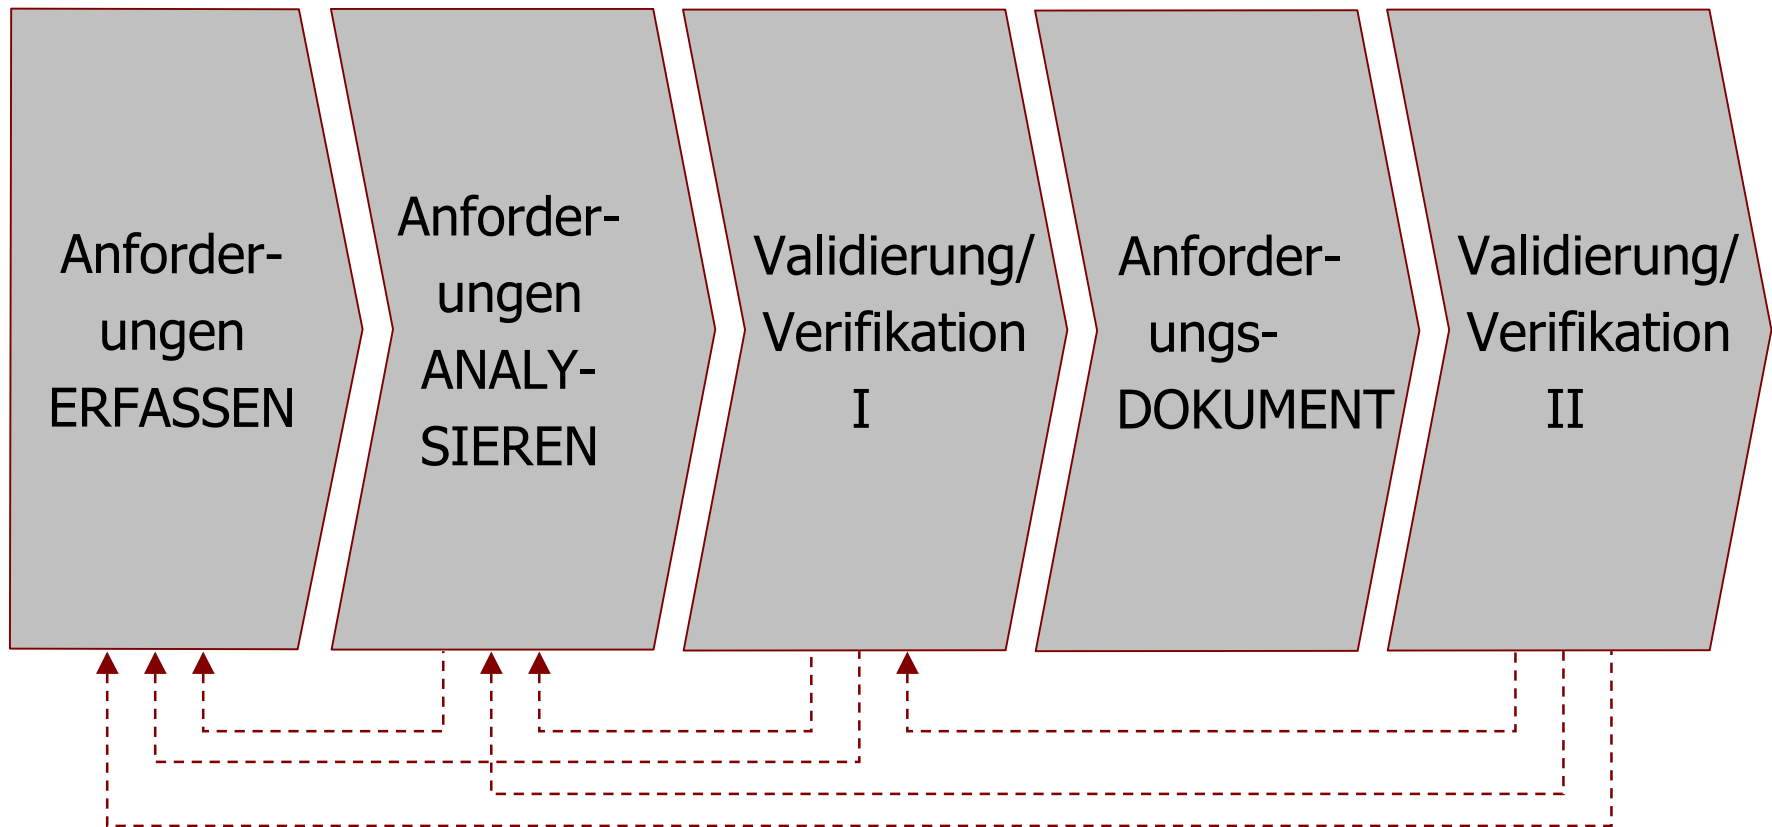 Anforder-
ungen
ERFASSEN
Anforder-
ungen
ANALY-
SIEREN
Validierung/
Verifikation
I
Anforder-
ungs-
DOKUMENT
Validierung/
Verifikation
II